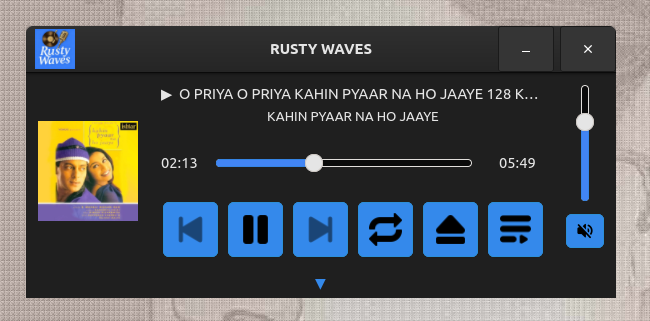 Rusty
Waves
RUSTY WAVES
▶ O PRIYA O PRIYA KAHIN PYAAR NA HO JAAYE 128 K…
KAHIN PYAAR NA HO JAAYE
02:13
05:49